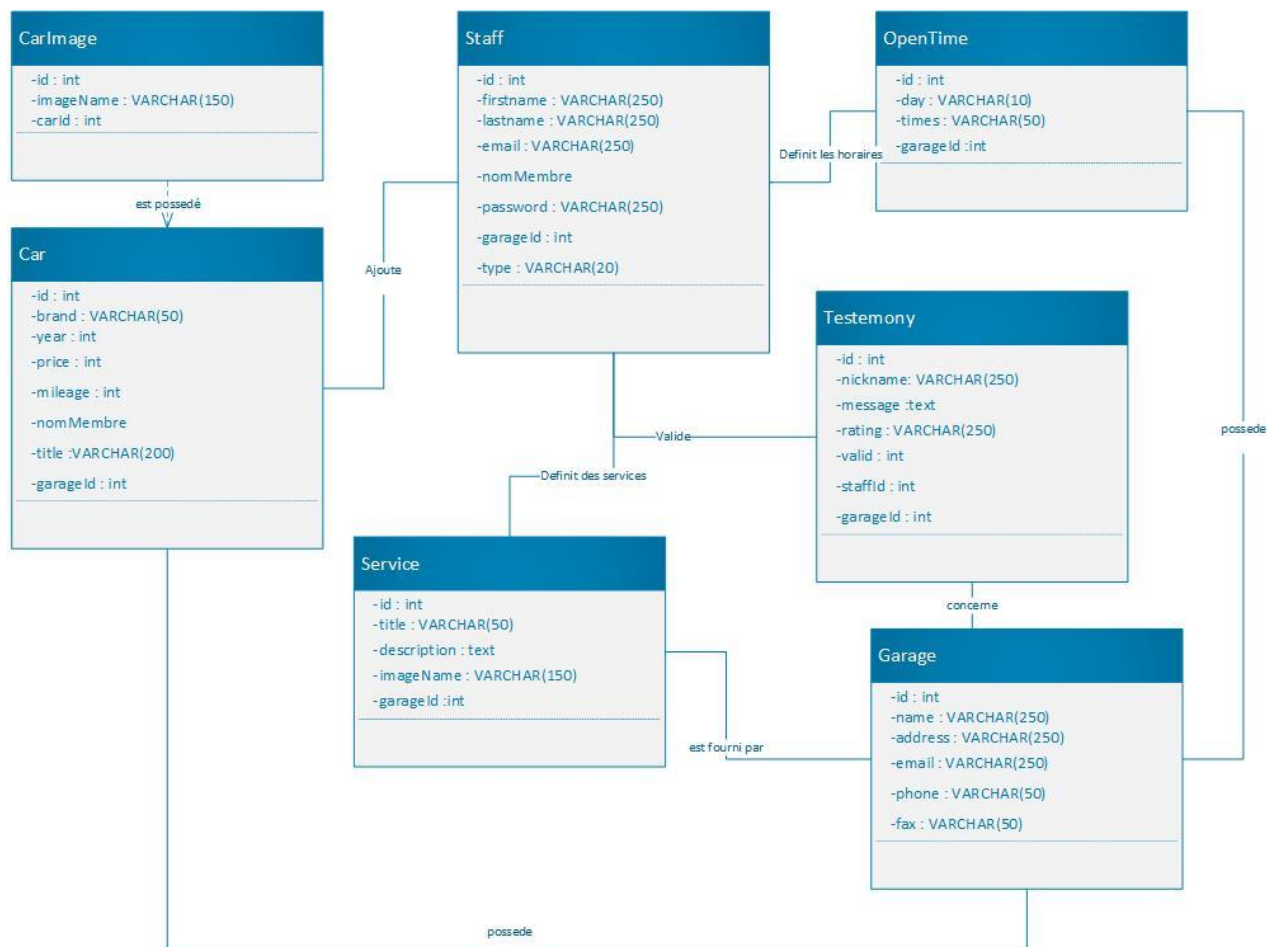 CarImage
-id : int
-imageName : VARCHAR(150)
-carId : int
est possedé
Car
-id : int
-brand : VARCHAR(50)
-year : int
-price : int
-mileage : int
-nomMembre
-title :VARCHAR(200)
-garageId : int
Ajoute
Staff
-id : int
-firstname : VARCHAR(250)
-lastname : VARCHAR(250)
-email : VARCHAR(250)
-nomMembre
-password : VARCHAR(250)
-garageId : int
-type : VARCHAR(20)
Definit les horaires
OpenTime
-id : int
-day : VARCHAR(10)
-times : VARCHAR(50)
-garageId :int
possede
Testemony
-id : int
-nickname: VARCHAR(250)
-message :text
-rating : VARCHAR(250)
-valid : int
-staffId : int
-garageId : int
Valide
Definit des services
Service
-id : int
-title : VARCHAR(50)
-description : text
-imageName : VARCHAR(150)
-garageId :int
est fourni par
concerne
Garage
-id : int
-name : VARCHAR(250)
-address : VARCHAR(250)
-email : VARCHAR(250)
-phone : VARCHAR(50)
-fax : VARCHAR(50)
possede